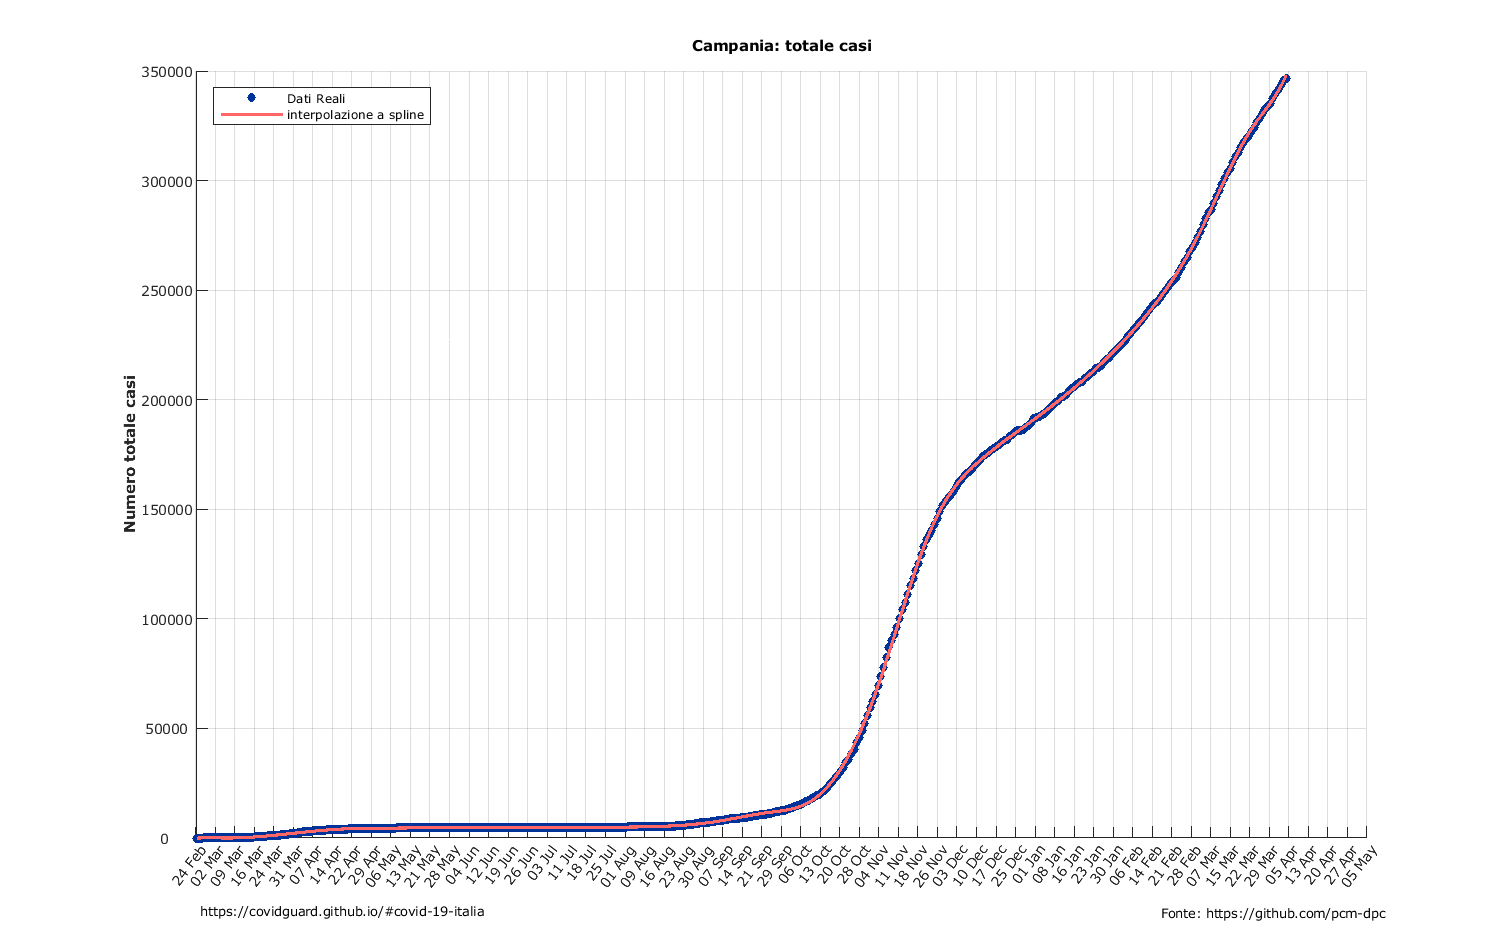 Campania: totale casi
350000
300000
250000
200000
150000
100000
50000
0
Numero totale casi
Dati Reali
interpolazione a spline
24 Feb
02 Mar
09 Mar
16 Mar
24 Mar
31 Mar
07 Apr
14 Apr
22 Apr
29 Apr
06 May
13 May
21 May
28 May
04 Jun
12 Jun
19 Jun
26 Jun
03 Jul
11 Jul
18 Jul
25 Jul
01 Aug
09 Aug
16 Aug
23 Aug
30 Aug
07 Sep
14 Sep
21 Sep
29 Sep
06 Oct
13 Oct
20 Oct
28 Oct
04 Nov
11 Nov
18 Nov
26 Nov
03 Dec
10 Dec
17 Dec
25 Dec
01 Jan
08 Jan
16 Jan
23 Jan
30 Jan
06 Feb
14 Feb
21 Feb
28 Feb
07 Mar
15 Mar
22 Mar
29 Mar
05 Apr
13 Apr
20 Apr
27 Apr
05 May
https://covidguard.github.io/#covid-19-italia
Fonte: https://github.com/pcm-dpc